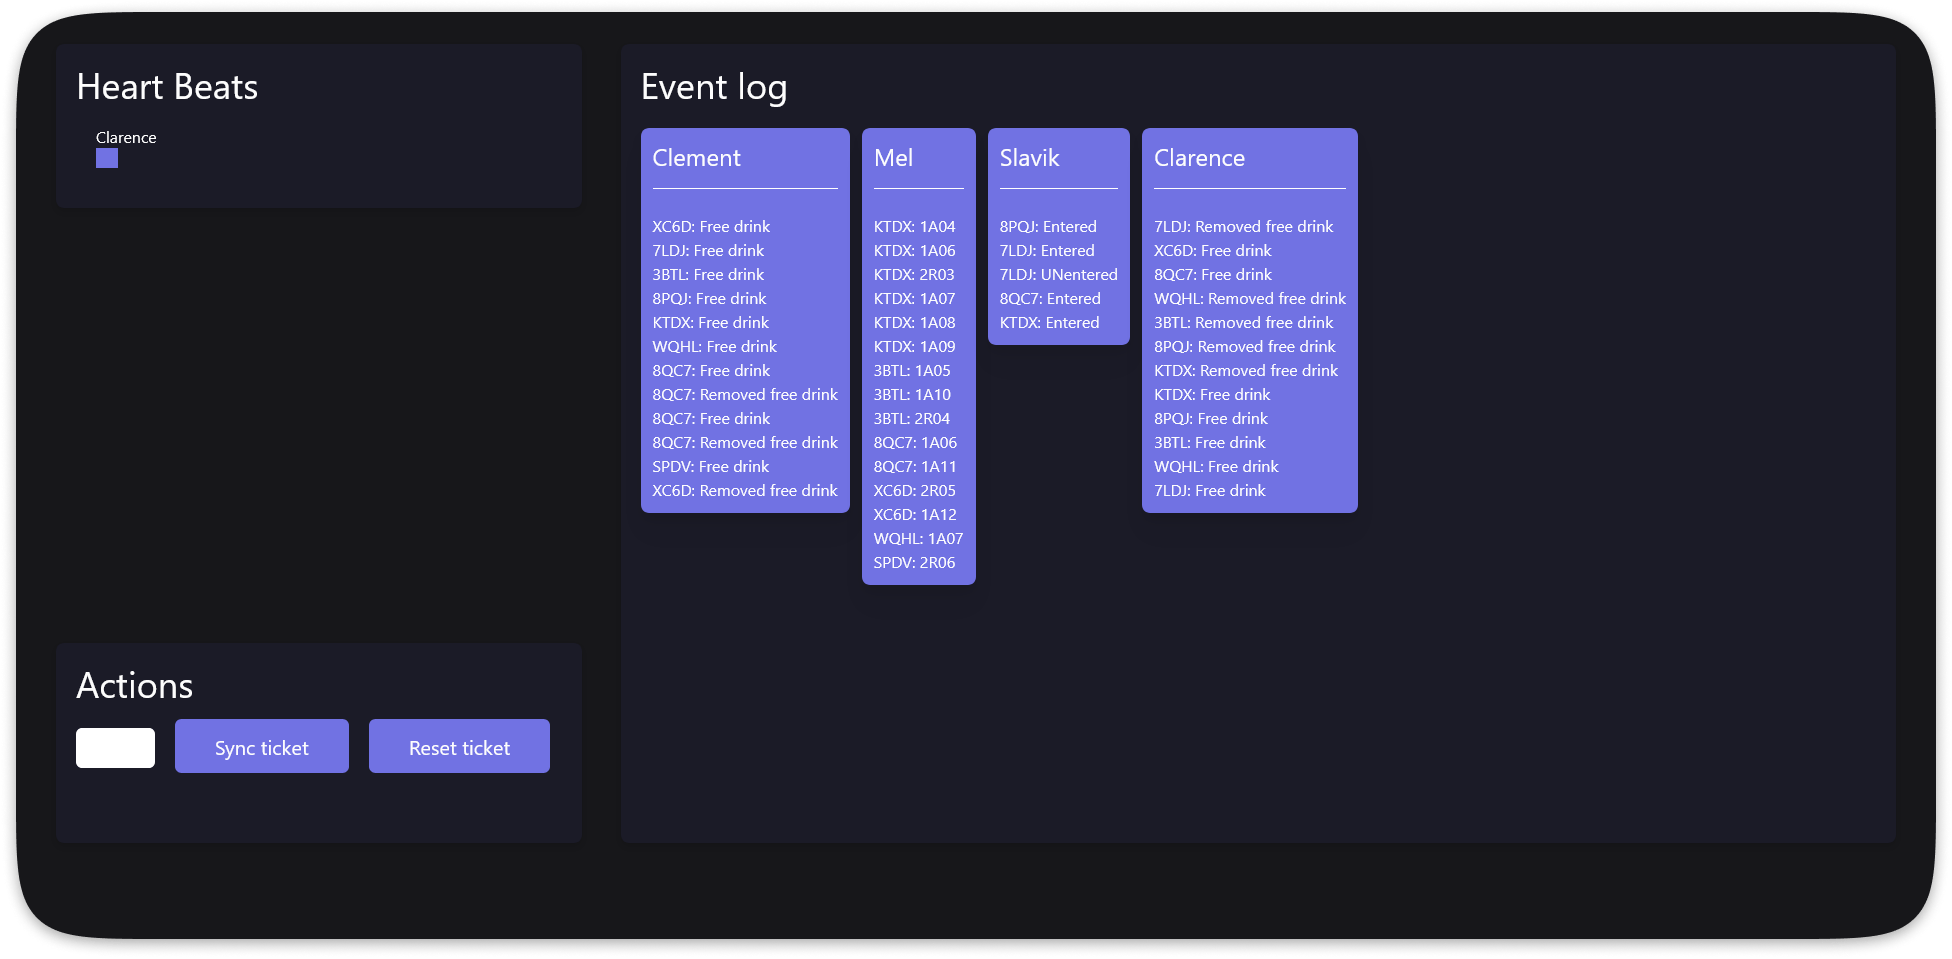 Heart Beats
Clarence
Event log
Clement
XC6D: Free drink
7LDJ: Free drink
3BTL: Free drink
8PQJ: Free drink
KTDX: Free drink
WQHL: Free drink
8QC7: Free drink
8QC7: Removed free drink
8QC7: Free drink
8QC7: Removed free drink
SPDV: Free drink
XC6D: Removed free drink
Mel
KTDX: 1A04
KTDX: 1A06
KTDX: 2R03
KTDX: 1A07
KTDX: 1A08
KTDX: 1A09
3BTL: 1A05
3BTL: 1A10
3BTL: 2R04
8QC7: 1A06
8QC7: 1A11
XC6D: 2R05
XC6D: 1A12
WQHL: 1A07
SPDV: 2R06
Slavik
8PQJ: Entered
7LDJ: Entered
7LDJ: UNentered
8QC7: Entered
KTDX: Entered
Clarence
7LDJ: Removed free drink
XC6D: Free drink
8QC7: Free drink
WQHL: Removed free drink
3BTL: Removed free drink
8PQJ: Removed free drink
KTDX: Removed free drink
KTDX: Free drink
8PQJ: Free drink
3BTL: Free drink
WQHL: Free drink
7LDJ: Free drink
Actions
Sync ticket
Reset ticket